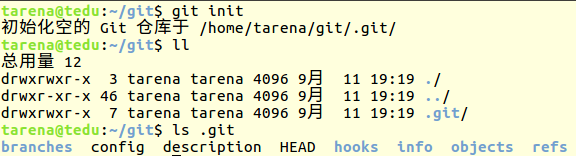 tarena@tedu:~/git$ git init
初始化空的 Git 仓库于 /home/tarena/git/.git/
tarena@tedu:~/git$ ll
总用量 12
drwxrwxr-x  3 tarena tarena 4096 9月  11 19:19 ./
drwxr-xr-x 46 tarena tarena 4096 9月  11 19:19 ../
drwxrwxr-x  7 tarena tarena 4096 9月  11 19:19 .git/
tarena@tedu:~/git$ ls .git
branches  config  description  HEAD  hooks  info  objects  refs